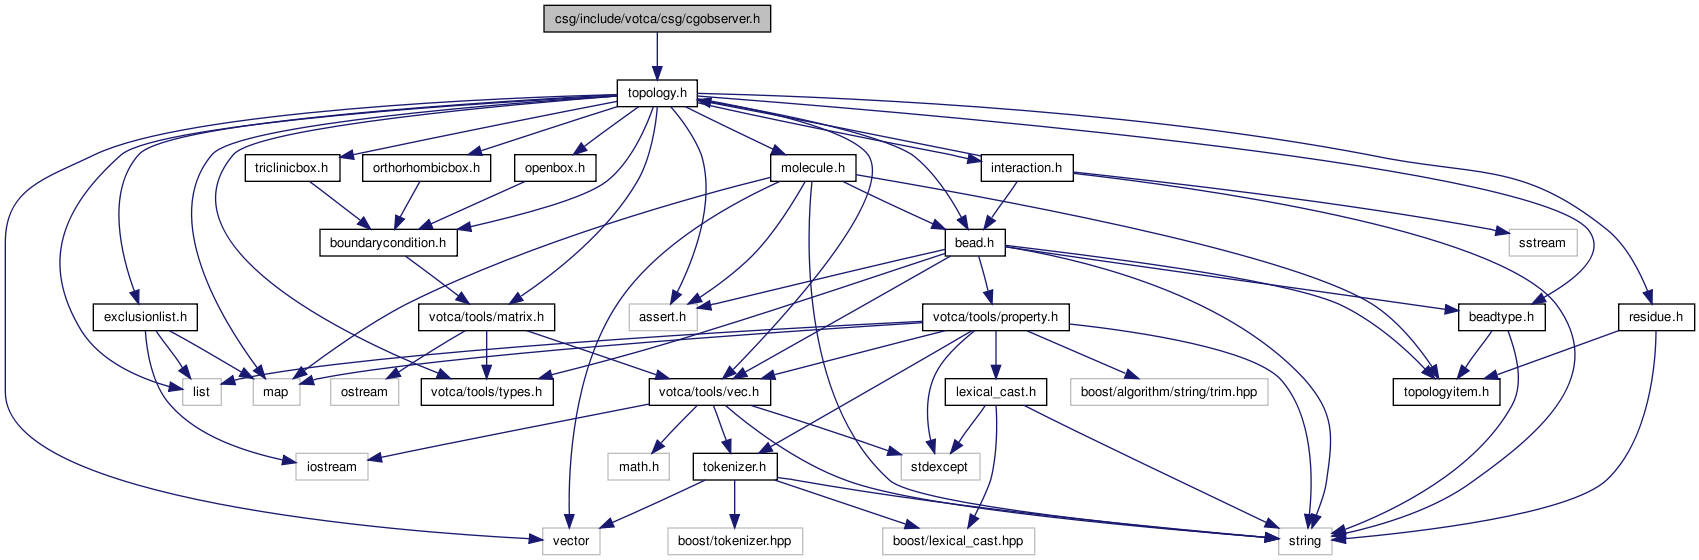 csg/include/votca/csg/cgobserver.h
topology.h
triclinicbox.h
orthorhombicbox.h
openbox.h
molecule.h
interaction.h
boundarycondition.h
bead.h
sstream
exclusionlist.h
votca/tools/matrix.h
assert.h
votca/tools/property.h
beadtype.h
residue.h
list
map
ostream
votca/tools/types.h
votca/tools/vec.h
lexical_cast.h
boost/algorithm/string/trim.hpp
topologyitem.h
iostream
math.h
tokenizer.h
stdexcept
vector
boost/tokenizer.hpp
boost/lexical_cast.hpp
string